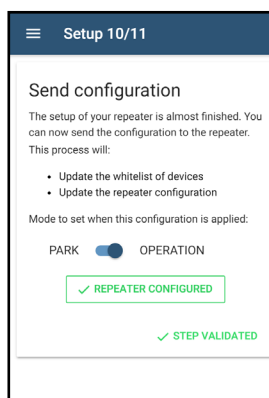 Setup 10/11
Send configuration
The setup of your repeater is almost finished. You
can now send the configuration to the repeater.
This process will:
• Update the whitelist of devices
• Update the repeater configuration
Mode to set when this configuration is applied:
PARK OPERATION
REPEATER CONFIGURED
STEP VALIDATED